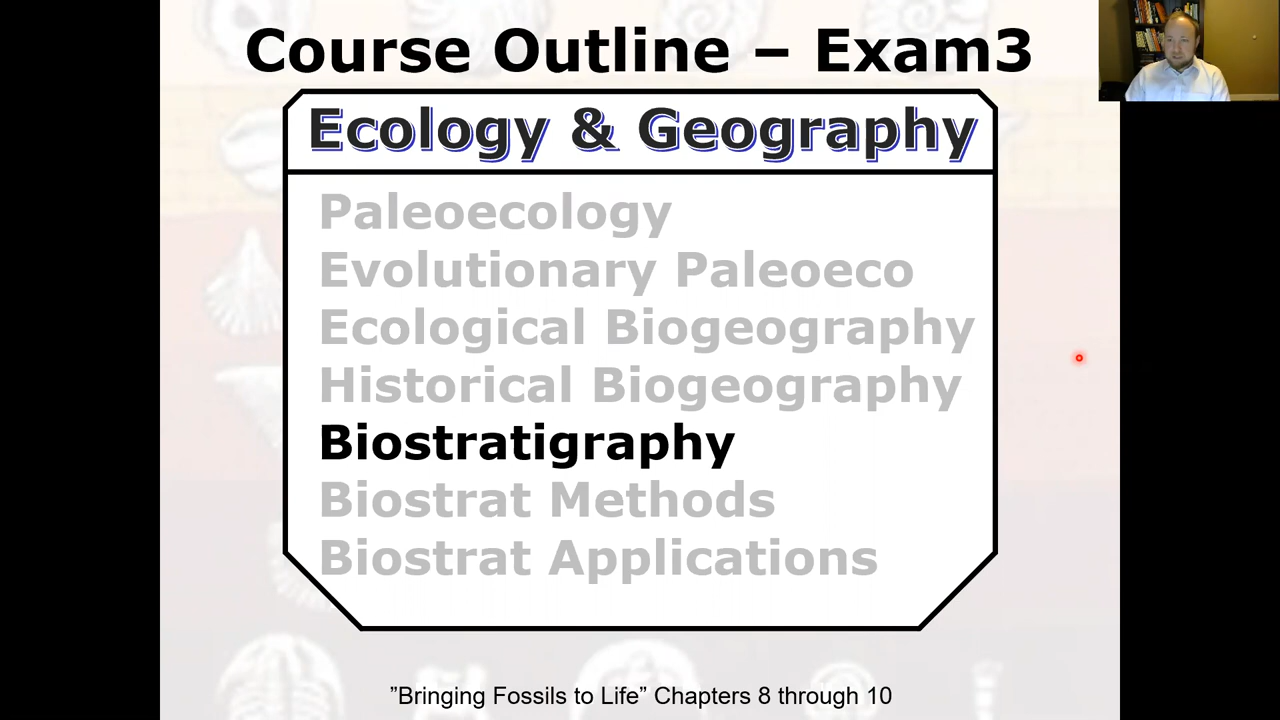 Course Outline – Exam3
Ecology & Geography
Paleoecology
Evolutionary Paleoeco
Ecological Biogeography
Historical Biogeography
Biostratigraphy
Biostrat Methods
Biostrat Applications
”Bringing Fossils to Life” Chapters 8 through 10